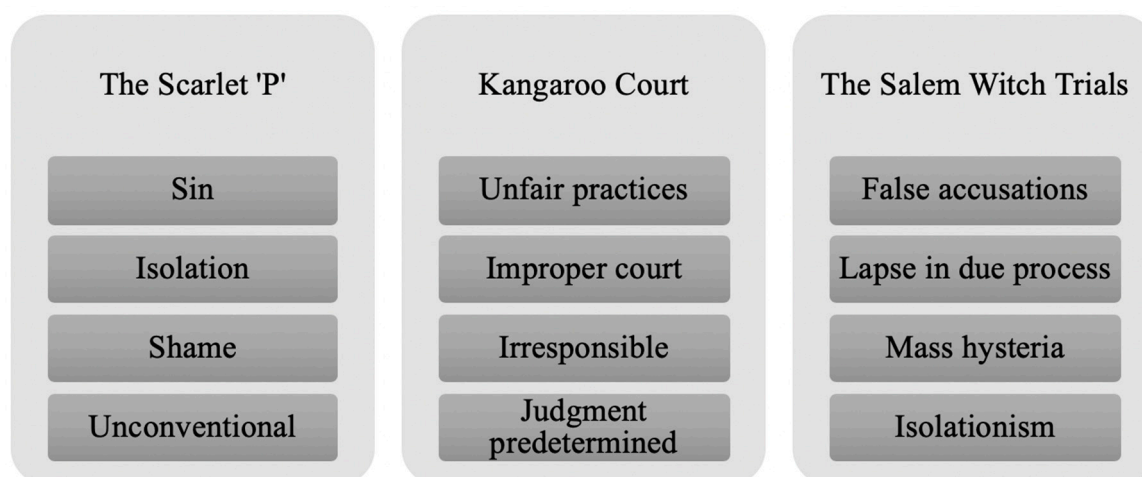 The Scarlet 'P'
Sin
Isolation
Shame
Unconventional
Kangaroo Court
Unfair practices
Improper court
Irresponsible
Judgment
predetermined
The Salem Witch Trials
False accusations
Lapse in due process
Mass hysteria
Isolationism